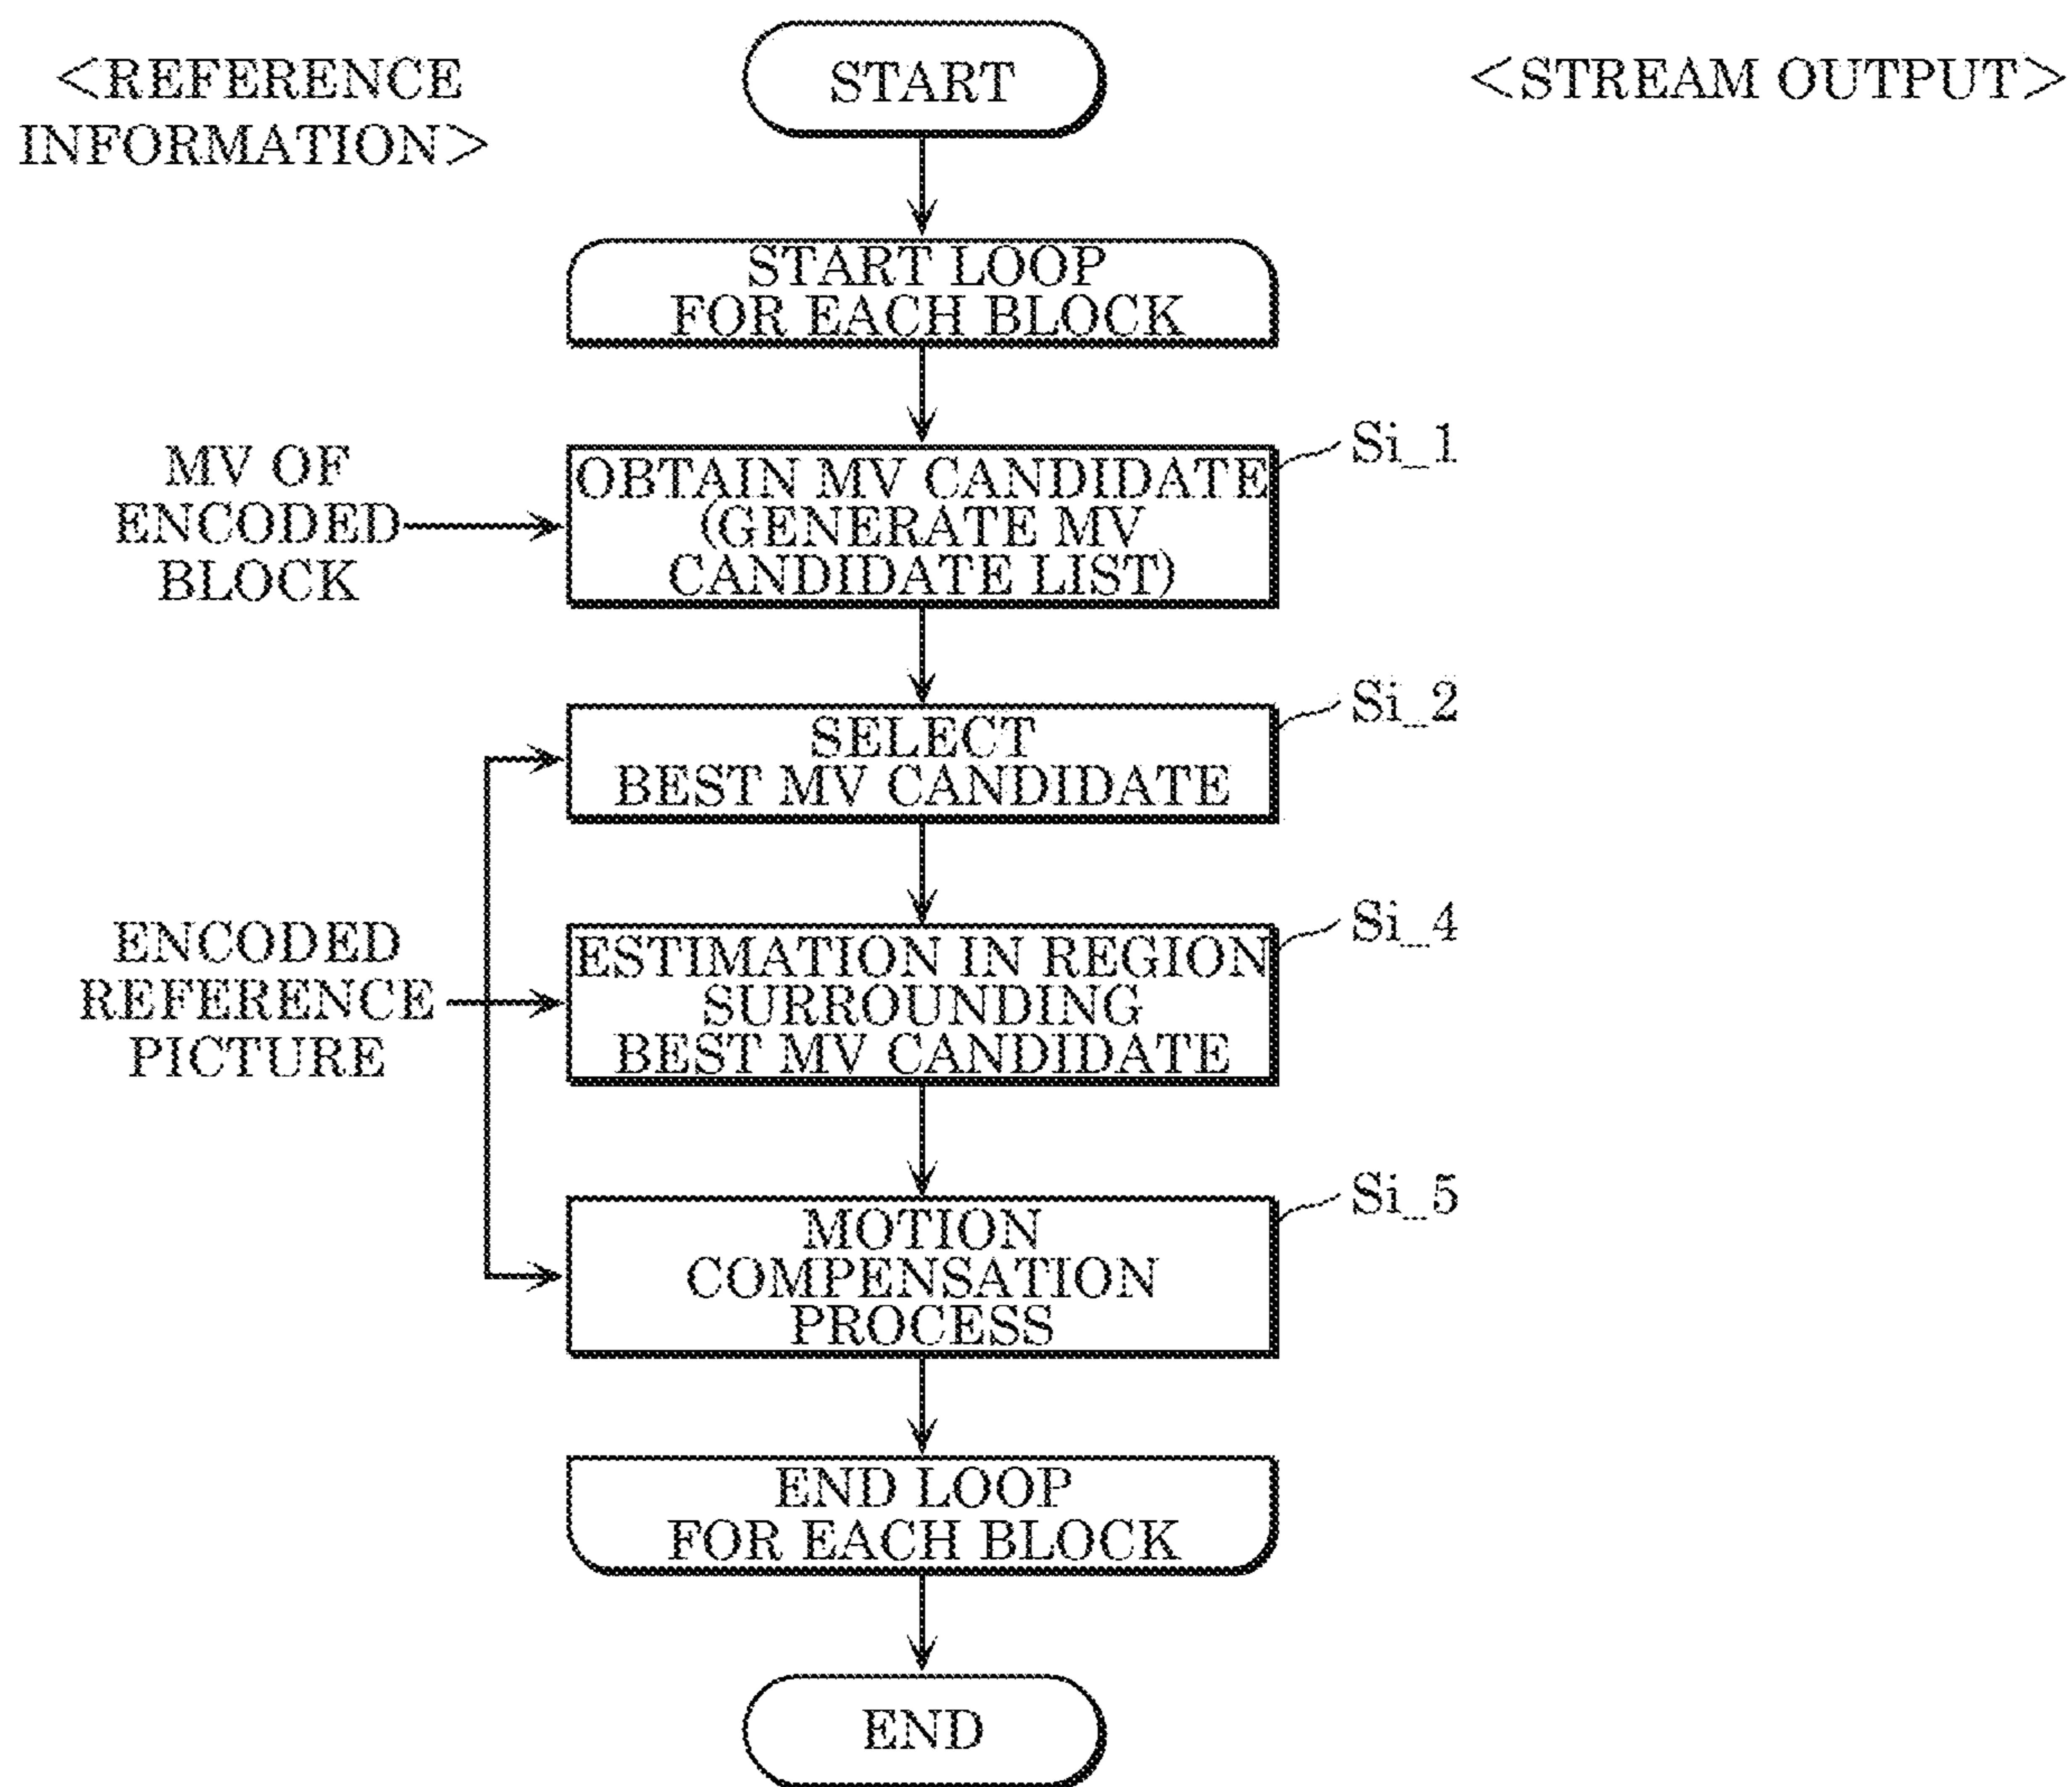 <REFERENCE
INFORMATION>
START
<STREAM OUTPUT>
START LOOP
FOR EACH BLOCK
MV OF
ENCODED
BLOCK
OBTAIN MV CANDIDATE
(GENERATE MV
CANDIDATE LIST)
Si_1
SELECT
BEST MV CANDIDATE
Si_2
ENCODED
REFERENCE
PICTURE
ESTIMATION IN REGION
SURROUNDING
BEST MV CANDIDATE
Si_4
MOTION
COMPENSATION
PROCESS
Si_5
END LOOP
FOR EACH BLOCK
END